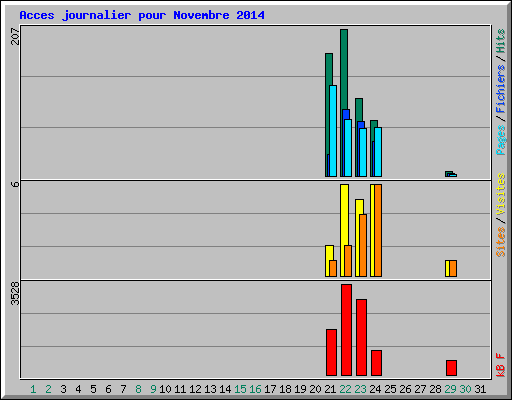 Acces journalier pour Novembre 2014
207
6
3528
Pages / Fichiers / Hits
Sites / Visites
kB F
1 2 3 4 5 6 7 8 9 10 11 12 13 14 15 16 17 18 19 20 21 22 23 24 25 26 27 28 29 30 31